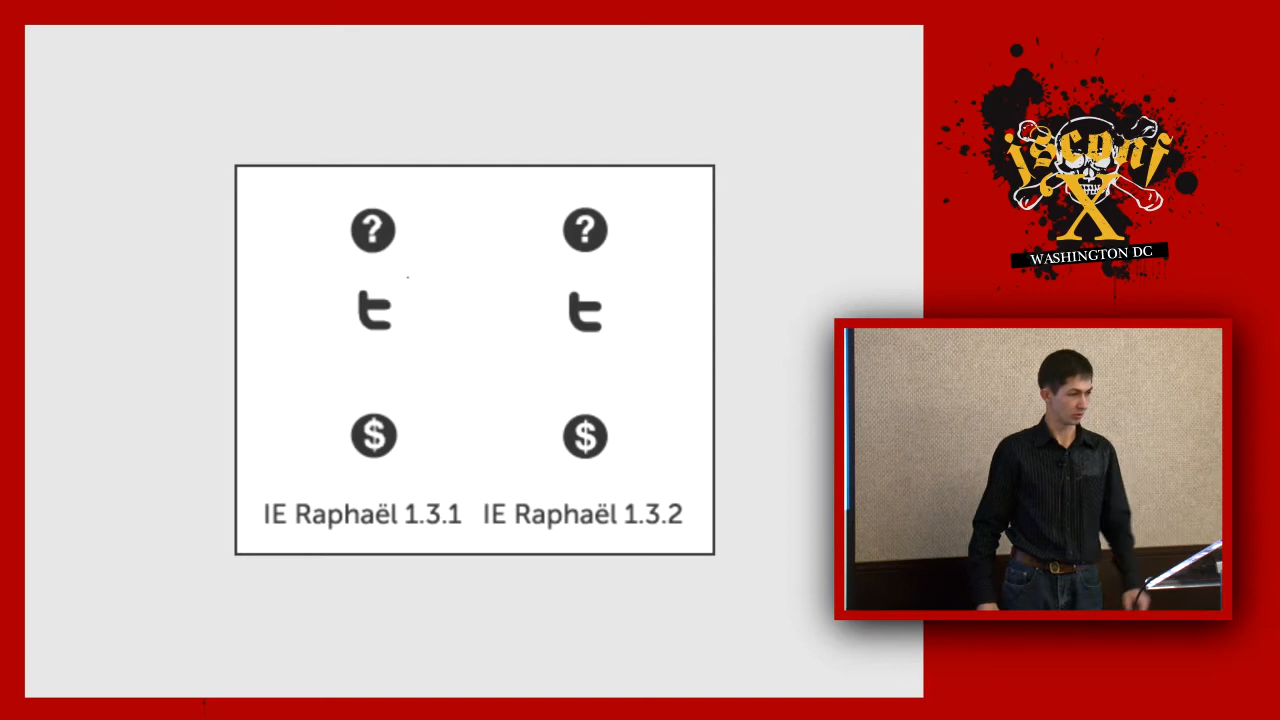 ?
?
t
t
$
$
IE Raphaël 1.3.1
IE Raphaël 1.3.2
jsconf
X
WASHINGTON DC